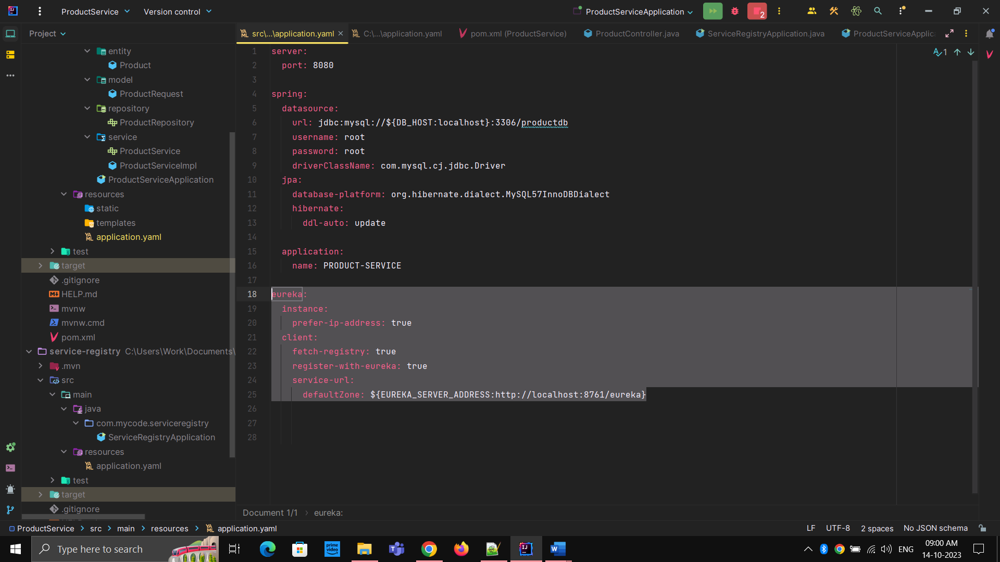 ProductService
Version control
ProductServiceApplication
2
Project
src\...\application.yaml
C:\...\application.yaml
pom.xml (ProductService)
ProductController.java
ServiceRegistryApplication.java
ProductServiceApplic
entity
Product
model
ProductRequest
repository
ProductRepository
service
ProductService
ProductServiceImpl
ProductServiceApplication
resources
static
templates
application.yaml
test
target
.gitignore
HELP.md
mvnw
mvnw.cmd
pom.xml
service-registry C:\Users\Work\Documents\
.mvn
src
main
java
com.mycode.serviceregistry
ServiceRegistryApplication
resources
application.yaml
test
target
.gitignore
1 server:
2 port: 8080
3
4 spring:
5 datasource:
6 url: jdbc:mysql://${DB_HOST:localhost}:3306/productdb
7 username: root
8 password: root
9 driverClassName: com.mysql.cj.jdbc.Driver
10 jpa:
11 database-platform: org.hibernate.dialect.MySQL57InnoDBDialect
12 hibernate:
13 ddl-auto: update
14
15 application:
16 name: PRODUCT-SERVICE
17
18 eureka:
19 instance:
20 prefer-ip-address: true
21 client:
22 fetch-registry: true
23 register-with-eureka: true
24 service-url:
25 defaultZone: ${EUREKA_SERVER_ADDRESS:http://localhost:8761/eureka}
26
27
28
1
Document 1/1 › eureka:
ProductService > src > main > resources > application.yaml
LF UTF-8 2 spaces No JSON schema
Type here to search
prime video
ENG
09:00 AM
14-10-2023